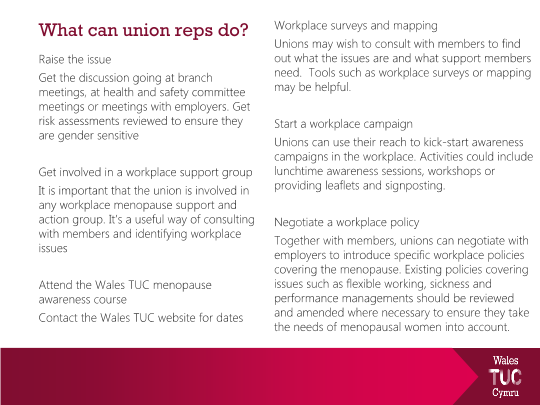 What can union reps do?
Raise the issue
Get the discussion going at branch
meetings, at health and safety committee
meetings or meetings with employers. Get
risk assessments reviewed to ensure they
are gender sensitive
Get involved in a workplace support group
It is important that the union is involved in
any workplace menopause support and
action group. It's a useful way of consulting
with members and identifying workplace
issues
Attend the Wales TUC menopause
awareness course
Contact the Wales TUC website for dates
Workplace surveys and mapping
Unions may wish to consult with members to find
out what the issues are and what support members
need.  Tools such as workplace surveys or mapping
may be helpful.
Start a workplace campaign
Unions can use their reach to kick-start awareness
campaigns in the workplace. Activities could include
lunchtime awareness sessions, workshops or
providing leaflets and signposting.
Negotiate a workplace policy
Together with members, unions can negotiate with
employers to introduce specific workplace policies
covering the menopause. Existing policies covering
issues such as flexible working, sickness and
performance managements should be reviewed
and amended where necessary to ensure they take
the needs of menopausal women into account.
Wales
TUC
Cymru